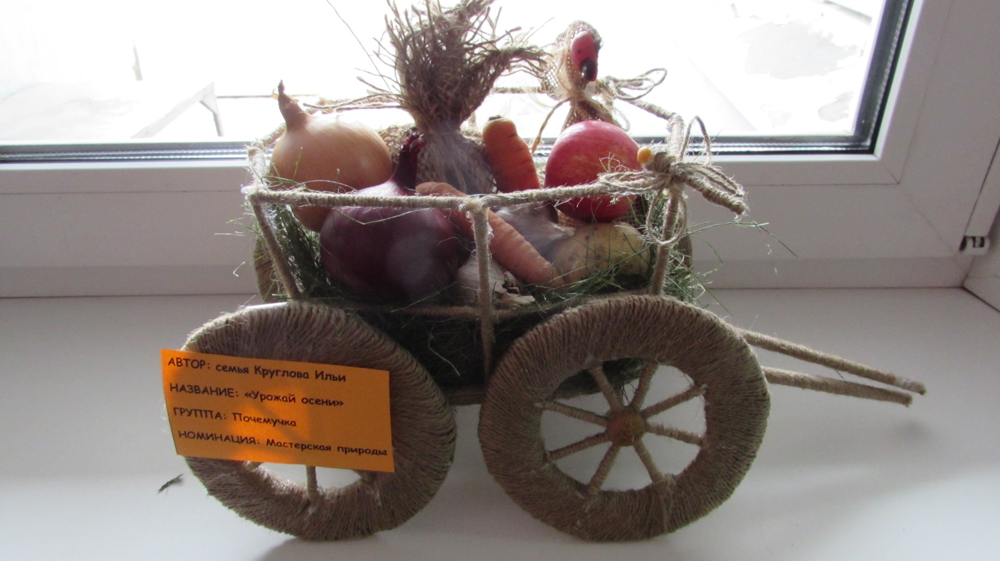 АВТОР: семья Круглова Ильи
НАЗВАНИЕ: «Урожай осени»
ГРУППА: Почемучка
НОМИНАЦИЯ: Мастерская природы